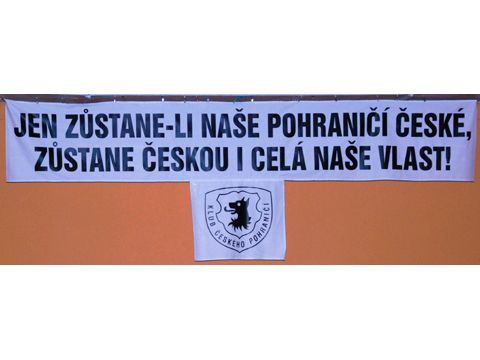 JEN ZŮSTANE-LI NAŠE POHRANIČÍ ČESKÉ,
ZŮSTANE ČESKOU I CELÁ NAŠE VLAST!
KLUB ČESKÉHO POHRANIČÍ